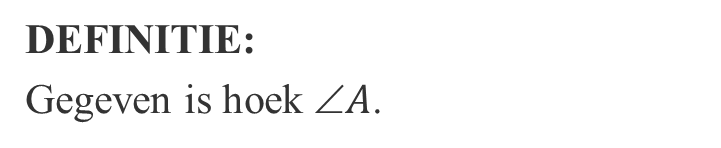 DEFINITIE:
Gegeven is hoek ∠A.